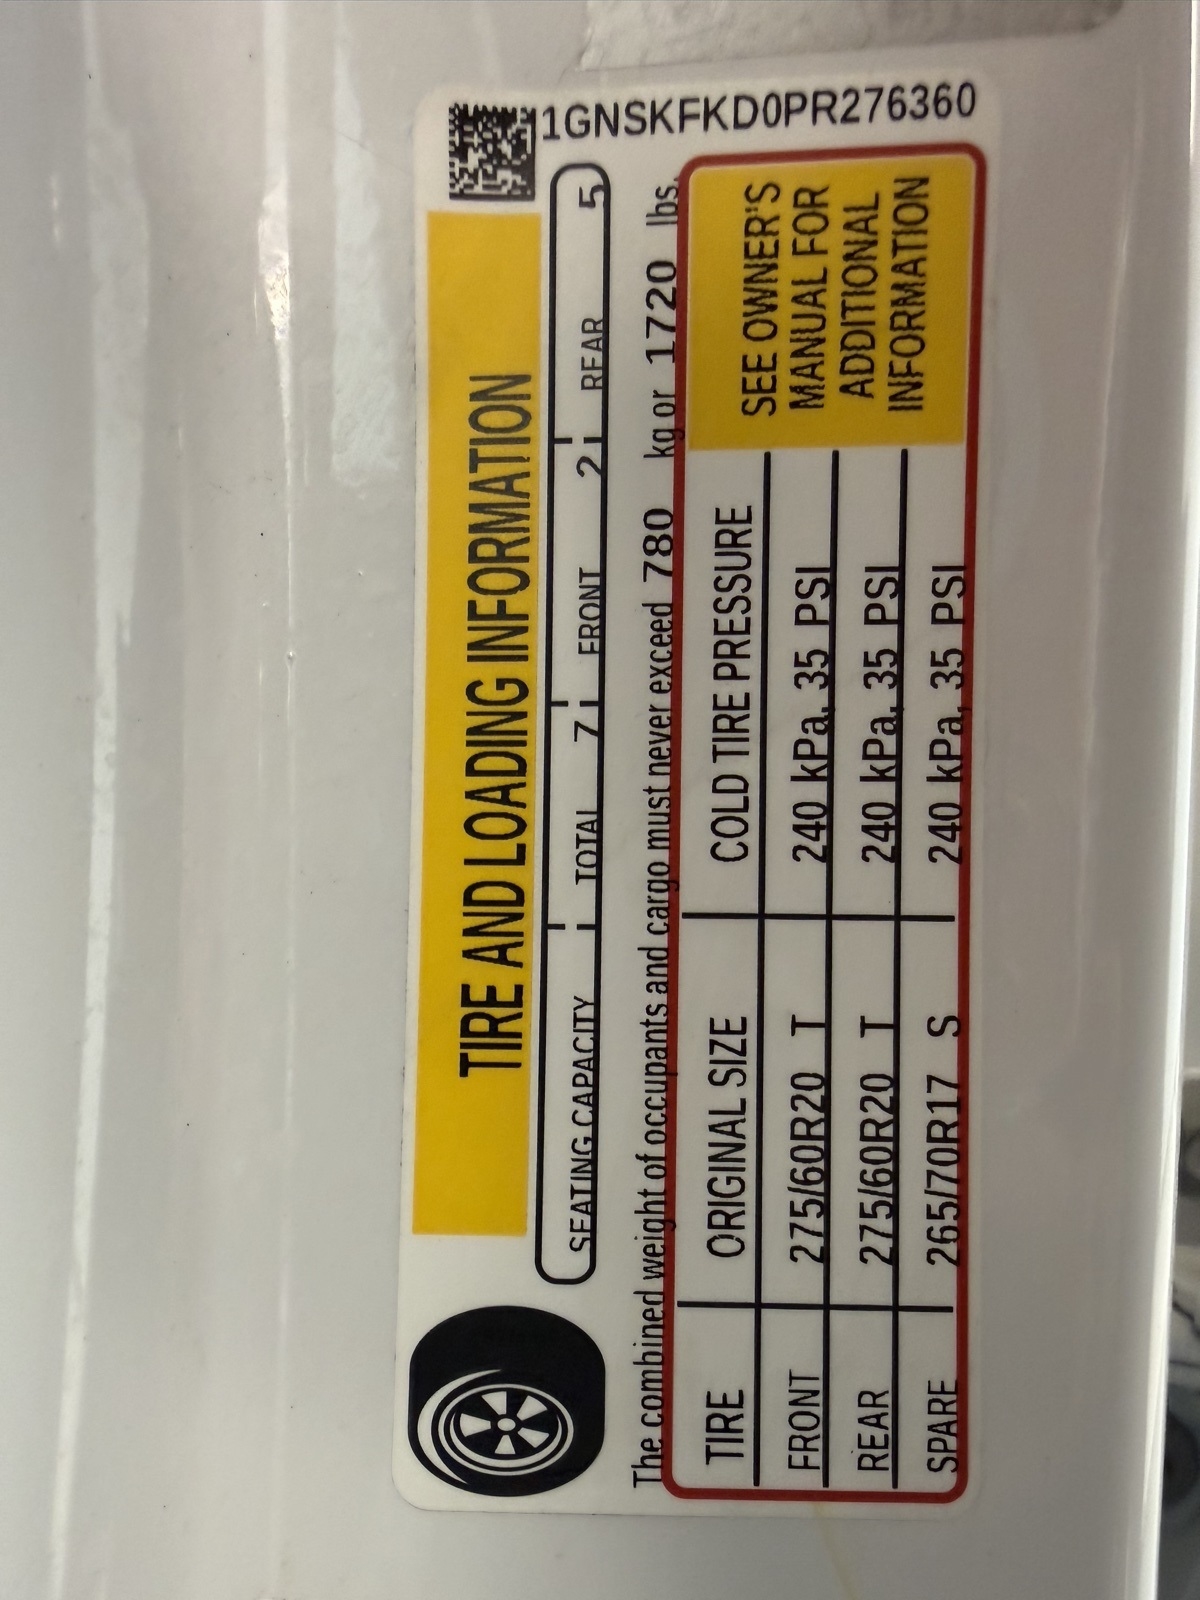 TIRE AND LOADING INFORMATION
SEATING CAPACITY TOTAL 7 FRONT 2 REAR 5
1GNSKFKD0PR276360
The combined weight of occupants and cargo must never exceed 780 kg or 1720 lbs.
TIRE ORIGINAL SIZE COLD TIRE PRESSURE
FRONT 275/60R20 T 240 kPa, 35 PSI
REAR 275/60R20 T 240 kPa, 35 PSI
SPARE 265/70R17 S 240 kPa, 35 PSI
SEE OWNER'S
MANUAL FOR
ADDITIONAL
INFORMATION